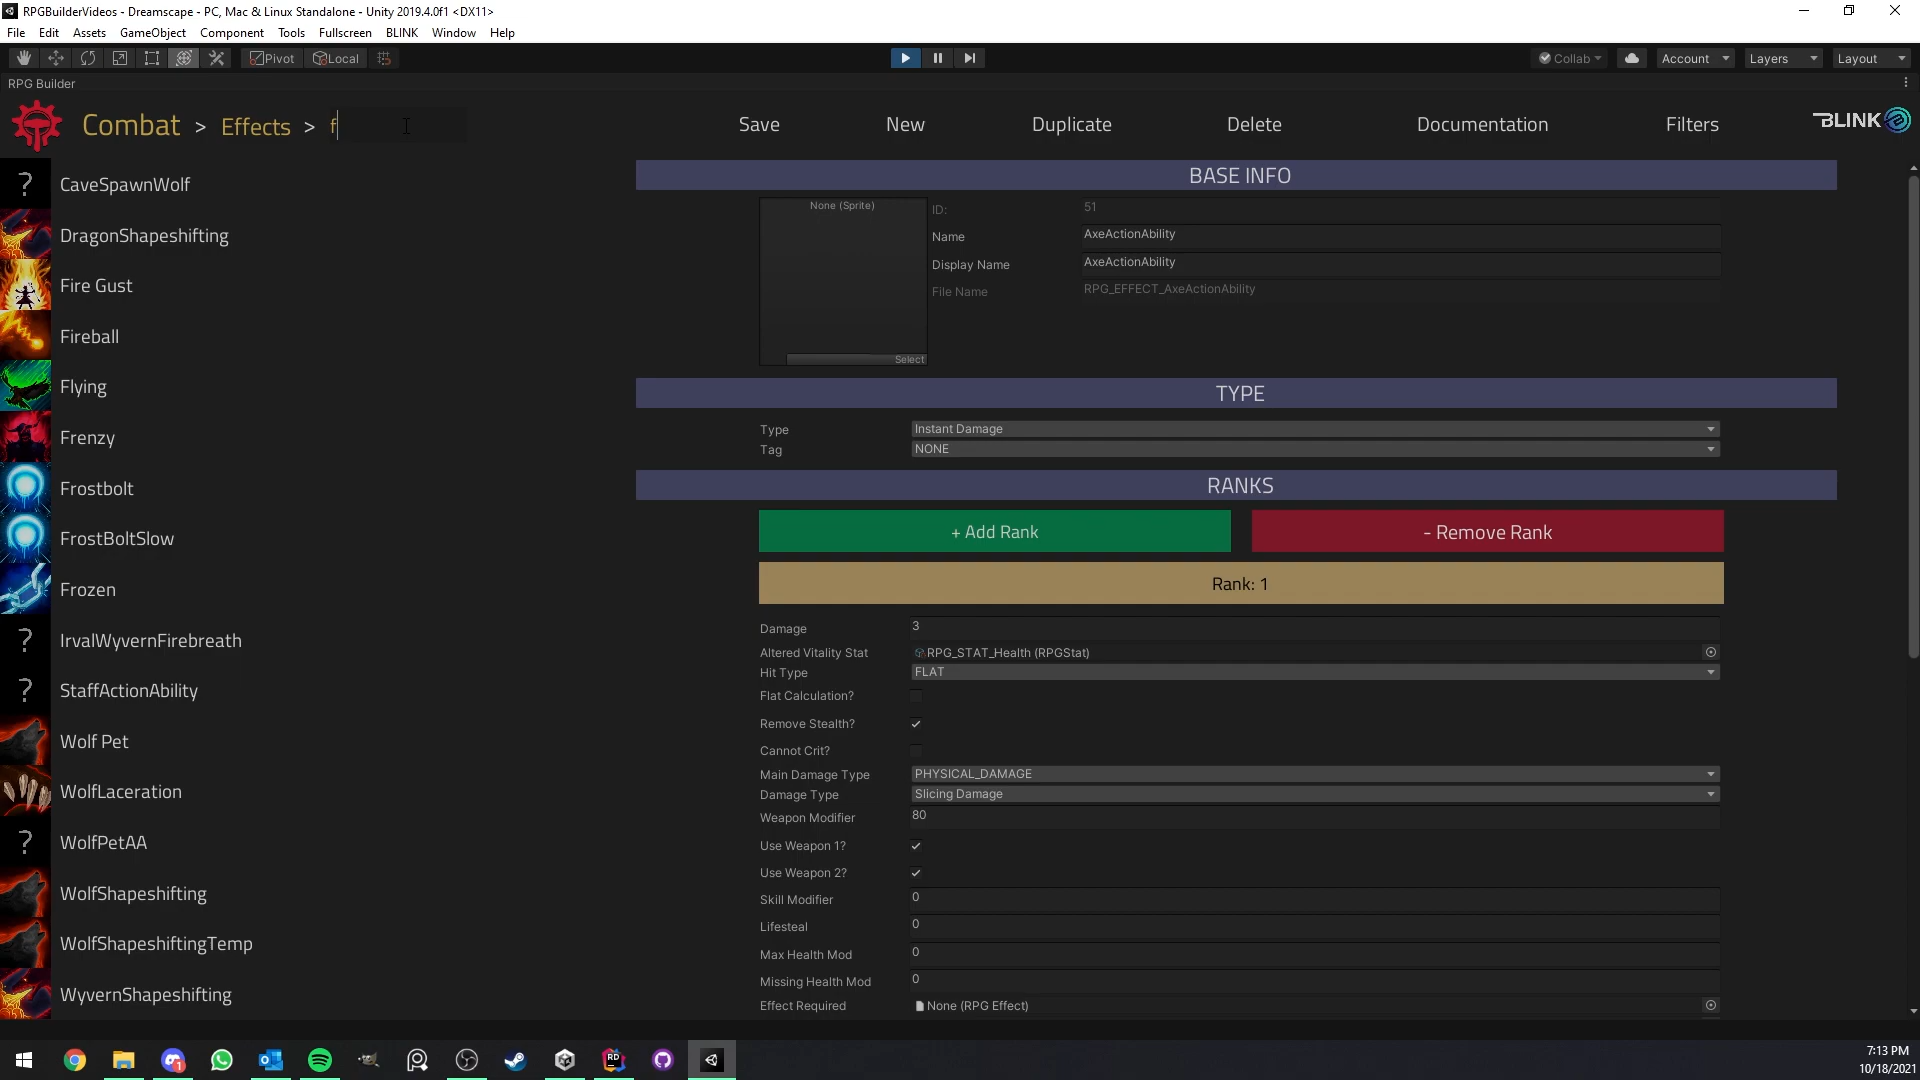 RPGBuilderVideos - Dreamscape - PC, Mac & Linux Standalone - Unity 2019.4.0f1 <DX11>
File Edit Assets GameObject Component Tools Fullscreen BLINK Window Help
Pivot Local Collab Account Layers Layout
RPG Builder
Combat > Effects > f Save New Duplicate Delete Documentation Filters BLINK
CaveSpawnWolf
DragonShapeshifting
Fire Gust
Fireball
Flying
Frenzy
Frostbolt
FrostBoltSlow
Frozen
IrvalWyvernFirebreath
StaffActionAbility
Wolf Pet
WolfLaceration
WolfPetAA
WolfShapeshifting
WolfShapeshiftingTemp
WyvernShapeshifting
BASE INFO
None (Sprite)
Select
ID: 51
Name AxeActionAbility
Display Name AxeActionAbility
File Name RPG_EFFECT_AxeActionAbility
TYPE
Type Instant Damage
Tag NONE
RANKS
+ Add Rank - Remove Rank
Rank: 1
Damage 3
Altered Vitality Stat RPG_STAT_Health (RPGStat)
Hit Type FLAT
Flat Calculation?
Remove Stealth?
Cannot Crit?
Main Damage Type PHYSICAL_DAMAGE
Damage Type Slicing Damage
Weapon Modifier 80
Use Weapon 1?
Use Weapon 2?
Skill Modifier 0
Lifesteal 0
Max Health Mod 0
Missing Health Mod 0
Effect Required None (RPG Effect)
7:13 PM
10/18/2021